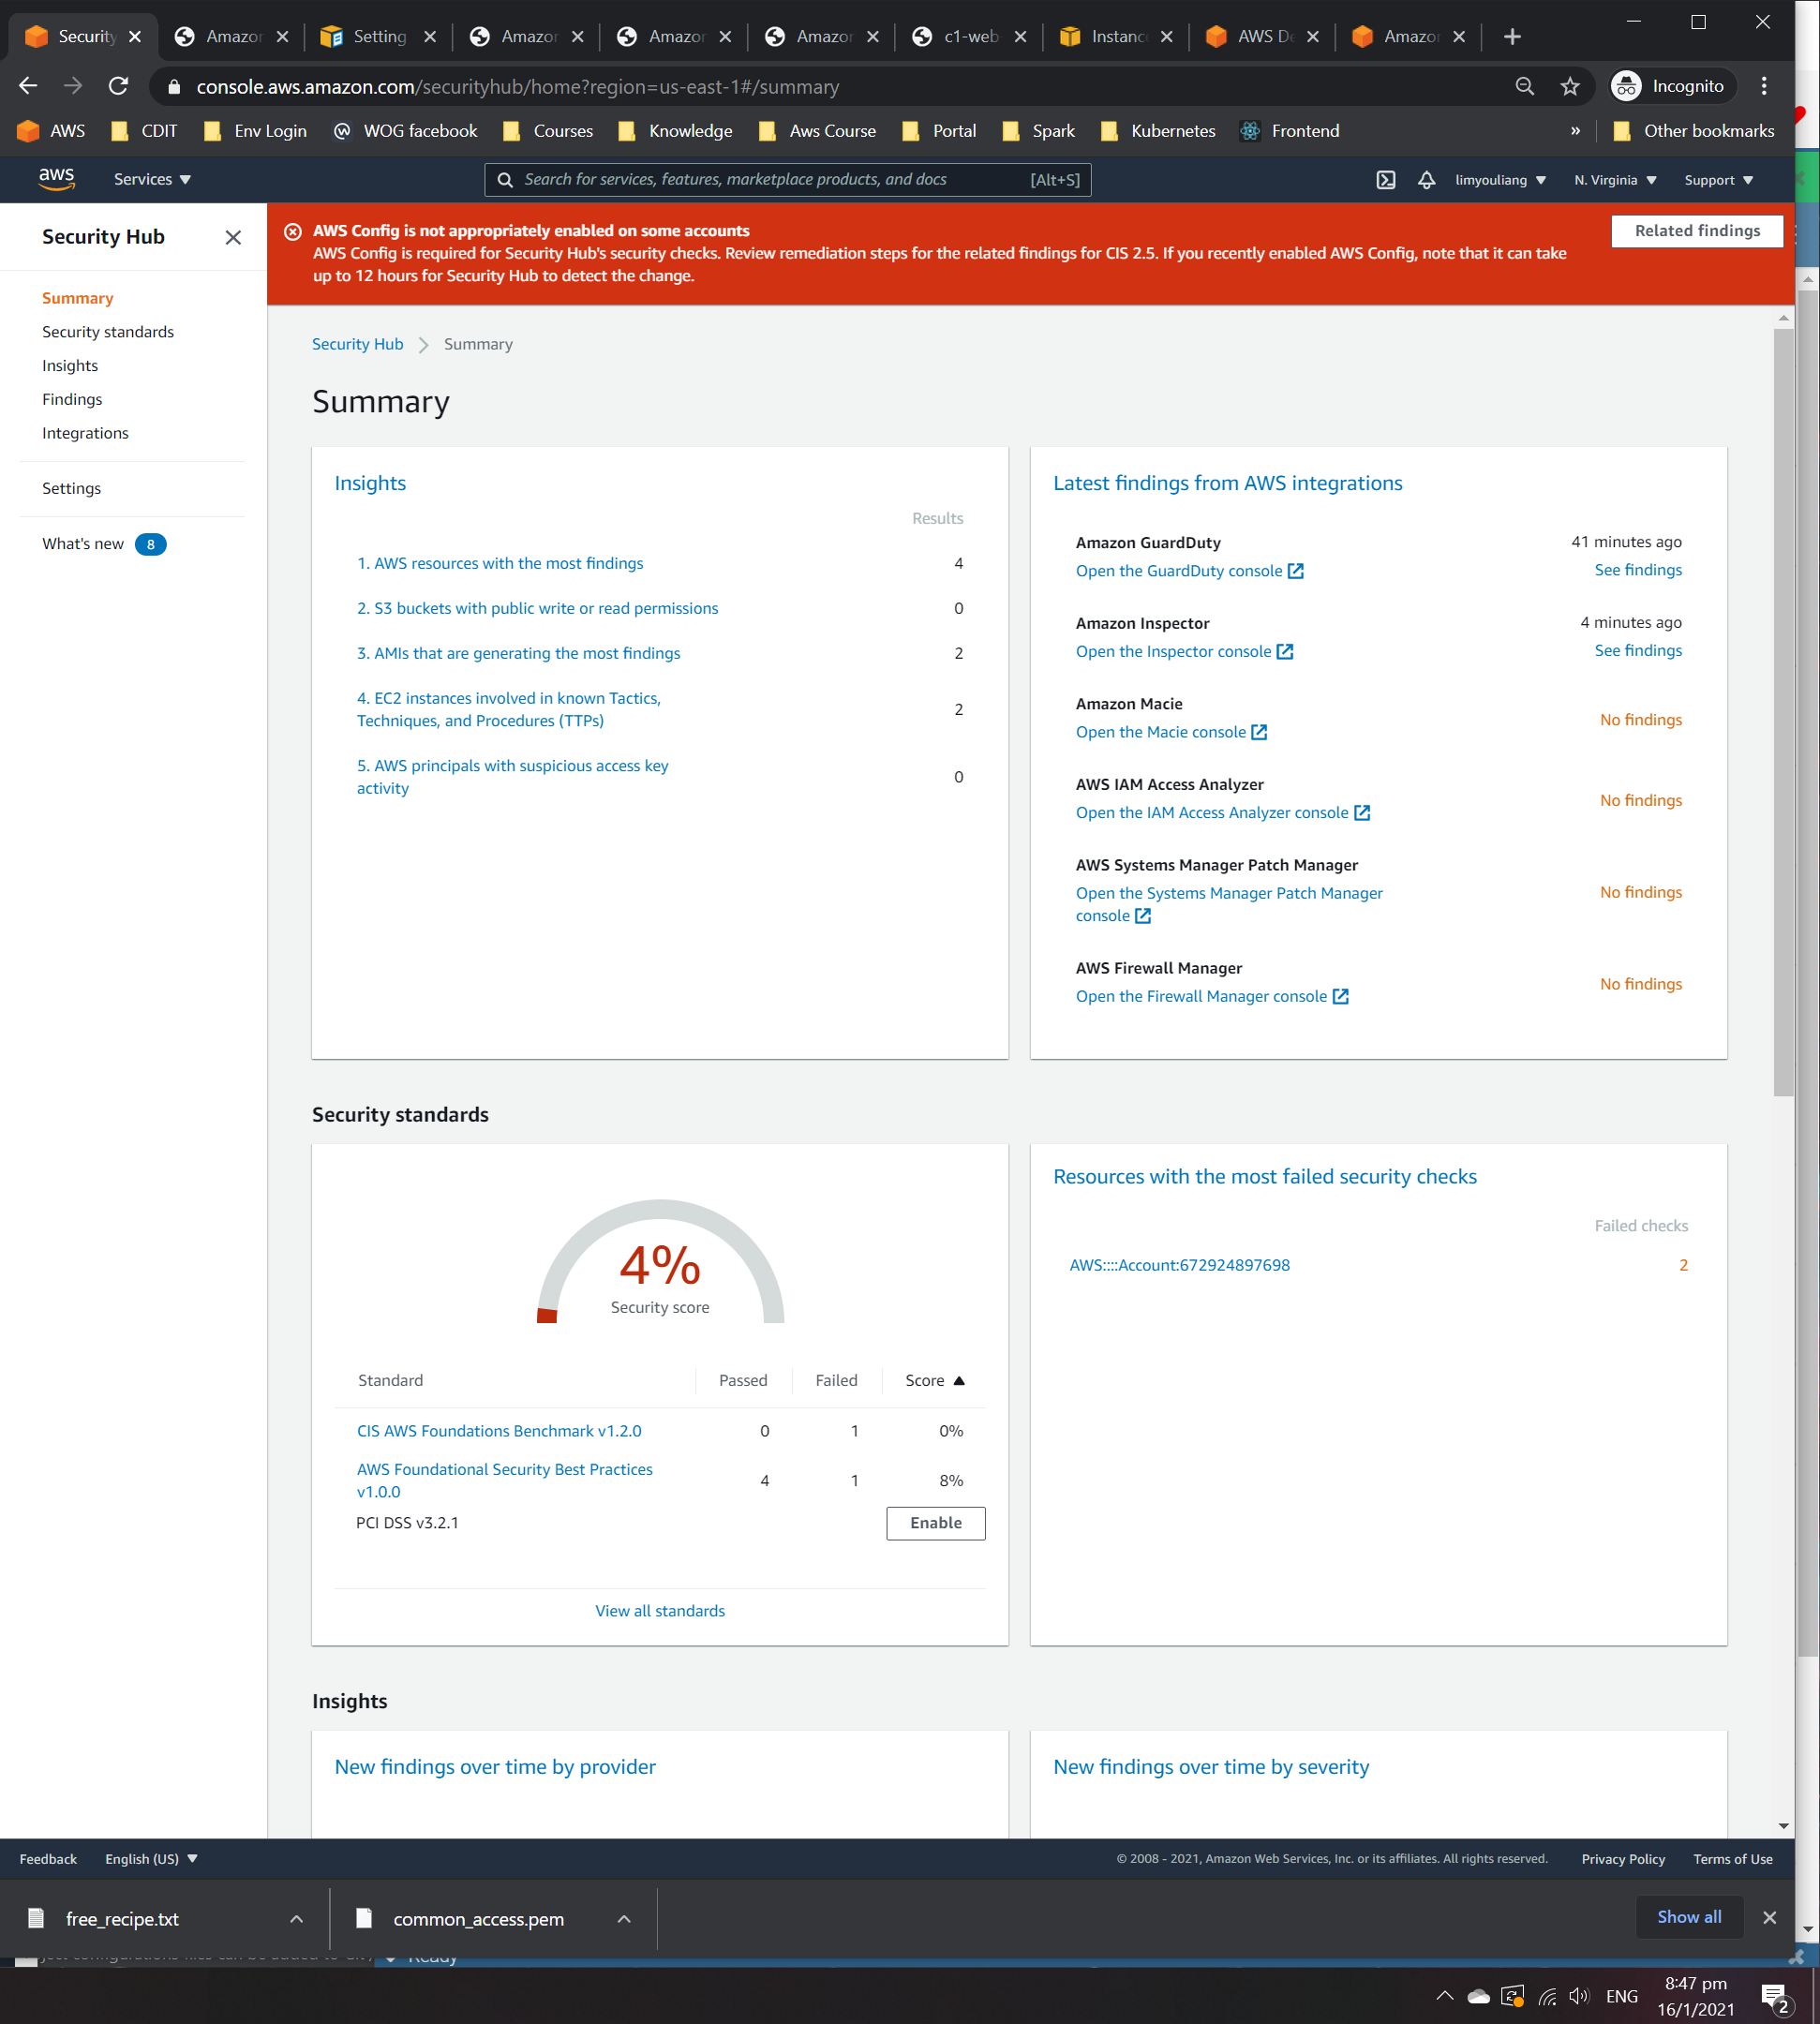 Security
Amazon
Setting
Amazon
Amazon
Amazon
c1-web-
Instance
AWS De
Amazon
console.aws.amazon.com/securityhub/home?region=us-east-1#/summary
Incognito
AWS
CDIT
Env Login
WOG facebook
Courses
Knowledge
Aws Course
Portal
Spark
Kubernetes
Frontend
»
Other bookmarks
aws
Services
Search for services, features, marketplace products, and docs
[Alt+S]
limyouliang
N. Virginia
Support
Security Hub
Summary
Security standards
Insights
Findings
Integrations
Settings
What's new 8
AWS Config is not appropriately enabled on some accounts
AWS Config is required for Security Hub's security checks. Review remediation steps for the related findings for CIS 2.5. If you recently enabled AWS Config, note that it can take
up to 12 hours for Security Hub to detect the change.
Related findings
Security Hub
Summary
Summary
Insights
Results
1. AWS resources with the most findings 4
2. S3 buckets with public write or read permissions 0
3. AMIs that are generating the most findings 2
4. EC2 instances involved in known Tactics,
Techniques, and Procedures (TTPs) 2
5. AWS principals with suspicious access key
activity 0
Latest findings from AWS integrations
Amazon GuardDuty 41 minutes ago
Open the GuardDuty console See findings
Amazon Inspector 4 minutes ago
Open the Inspector console See findings
Amazon Macie
Open the Macie console No findings
AWS IAM Access Analyzer
Open the IAM Access Analyzer console No findings
AWS Systems Manager Patch Manager
Open the Systems Manager Patch Manager
console No findings
AWS Firewall Manager
Open the Firewall Manager console No findings
Security standards
4%
Security score
Standard Passed Failed Score
CIS AWS Foundations Benchmark v1.2.0 0 1 0%
AWS Foundational Security Best Practices
v1.0.0 4 1 8%
PCI DSS v3.2.1 Enable
View all standards
Resources with the most failed security checks
Failed checks
AWS::::Account:672924897698 2
Insights
New findings over time by provider
New findings over time by severity
Feedback
English (US)
© 2008 - 2021, Amazon Web Services, Inc. or its affiliates. All rights reserved.
Privacy Policy
Terms of Use
free_recipe.txt
common_access.pem
Show all
Ready
ENG
8:47 pm
16/1/2021
2